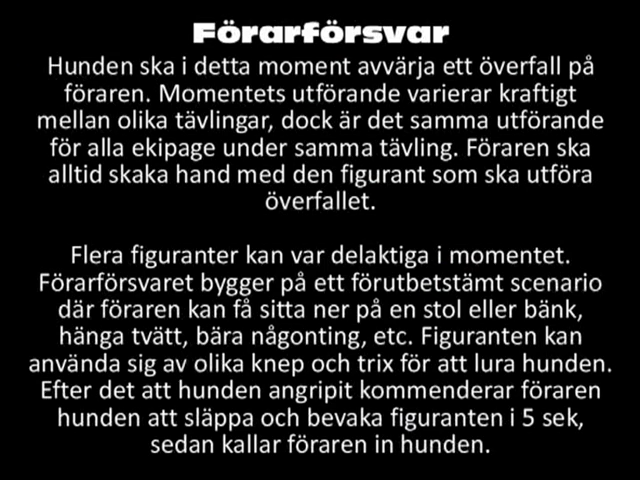 Förarförsvar
Hunden ska i detta moment avvärja ett överfall på
föraren. Momentets utförande varierar kraftigt
mellan olika tävlingar, dock är det samma utförande
för alla ekipage under samma tävling. Föraren ska
alltid skaka hand med den figurant som ska utföra
överfallet.
Flera figuranter kan var delaktiga i momentet.
Förarförsvaret bygger på ett förutbetstämt scenario
där föraren kan få sitta ner på en stol eller bänk,
hänga tvätt, bära någonting, etc. Figuranten kan
använda sig av olika knep och trix för att lura hunden.
Efter det att hunden angripit kommenderar föraren
hunden att släppa och bevaka figuranten i 5 sek,
sedan kallar föraren in hunden.